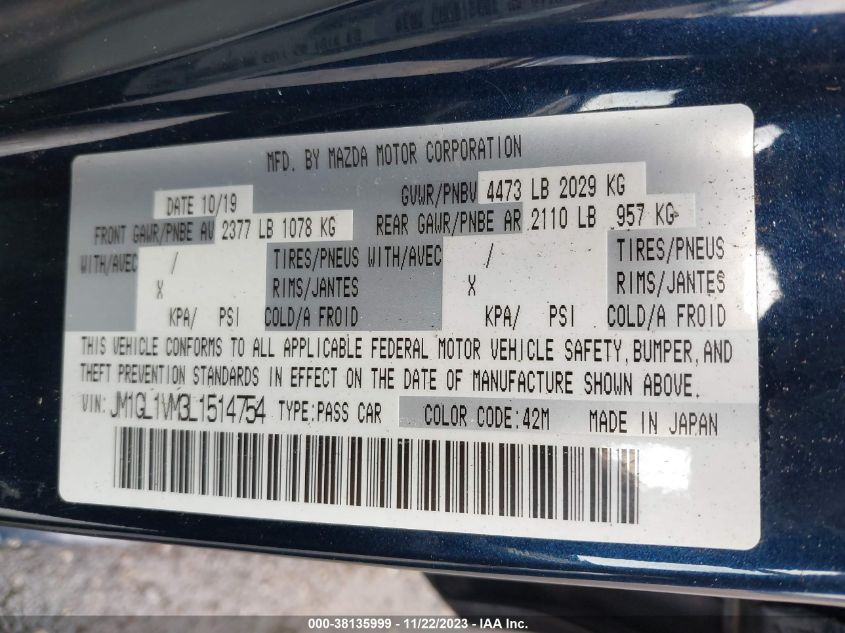 MFD. BY MAZDA MOTOR CORPORATION
DATE 10/19 GVWR/PNBV 4473 LB 2029 KG
FRONT GAWR/PNBE AV 2377 LB 1078 KG REAR GAWR/PNBE AR 2110 LB 957 KG
WITH/AVEC / TIRES/PNEUS WITH/AVEC / TIRES/PNEUS
X RIMS/JANTES X RIMS/JANTES
KPA/ PSI COLD/A FROID KPA/ PSI COLD/A FROID
THIS VEHICLE CONFORMS TO ALL APPLICABLE FEDERAL MOTOR VEHICLE SAFETY, BUMPER, AND
THEFT PREVENTION STANDARDS IN EFFECT ON THE DATE OF MANUFACTURE SHOWN ABOVE.
VIN: JM1GL1VM3L1514754 TYPE:PASS CAR COLOR CODE:42M MADE IN JAPAN
000-38135999 - 11/22/2023 - IAA Inc.